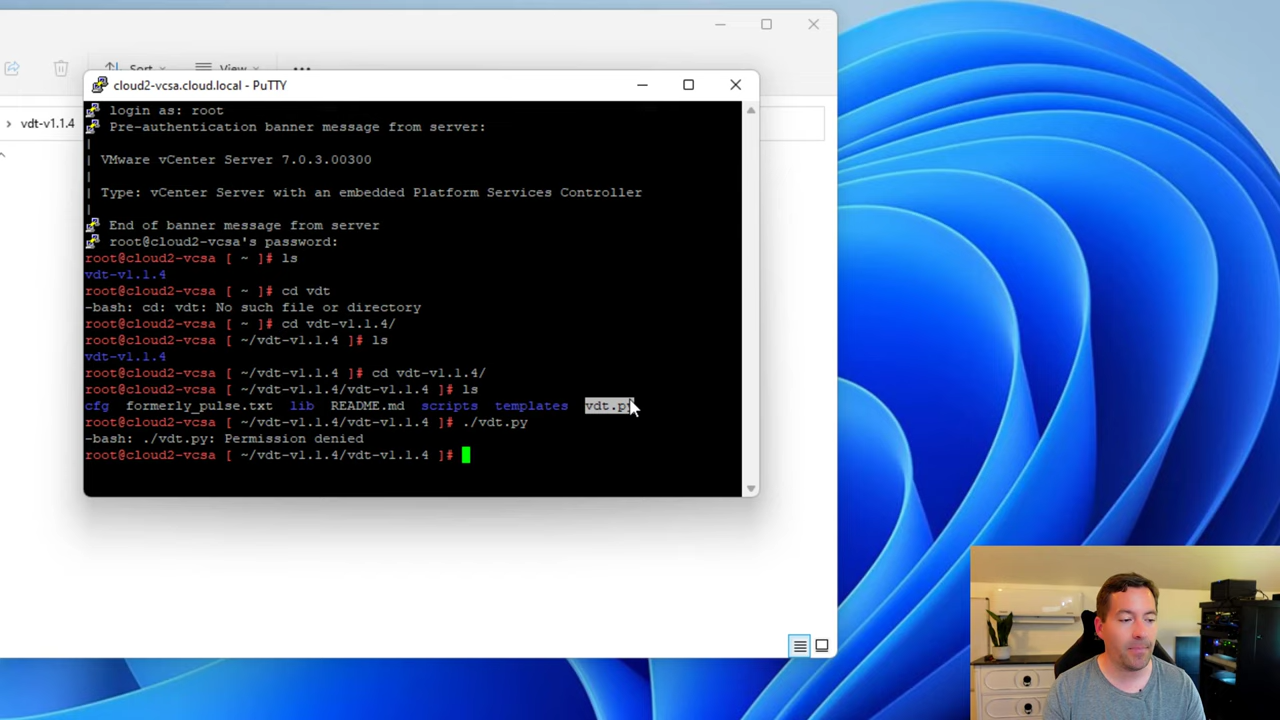 Sort
View
vdt-v1.1.4
cloud2-vcsa.cloud.local - PuTTY
login as: root
Pre-authentication banner message from server:
|
| VMware vCenter Server 7.0.3.00300
|
| Type: vCenter Server with an embedded Platform Services Controller
|
End of banner message from server
root@cloud2-vcsa's password:
root@cloud2-vcsa [ ~ ]# ls
vdt-v1.1.4
root@cloud2-vcsa [ ~ ]# cd vdt
-bash: cd: vdt: No such file or directory
root@cloud2-vcsa [ ~ ]# cd vdt-v1.1.4/
root@cloud2-vcsa [ ~/vdt-v1.1.4 ]# ls
vdt-v1.1.4
root@cloud2-vcsa [ ~/vdt-v1.1.4 ]# cd vdt-v1.1.4/
root@cloud2-vcsa [ ~/vdt-v1.1.4/vdt-v1.1.4 ]# ls
cfg formerly_pulse.txt lib README.md scripts templates vdt.py
root@cloud2-vcsa [ ~/vdt-v1.1.4/vdt-v1.1.4 ]# ./vdt.py
-bash: ./vdt.py: Permission denied
root@cloud2-vcsa [ ~/vdt-v1.1.4/vdt-v1.1.4 ]#